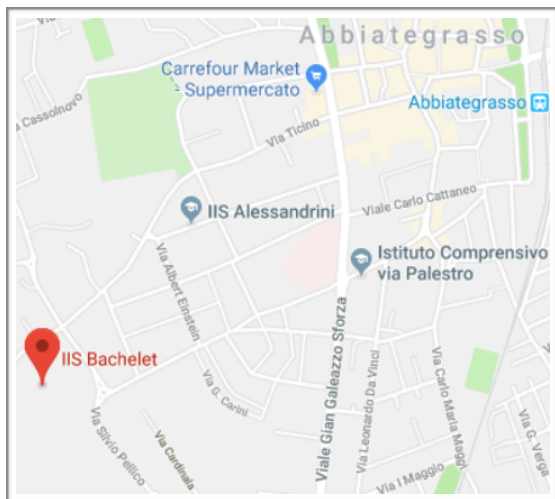 Abbiategrasso
Carrefour Market
- Supermercato
Abbiategrasso
Via Cassolnovo
Via Ticino
Viale Carlo Cattaneo
IIS Alessandrini
Istituto Comprensivo
via Palestro
Via Albert Einstein
Viale Gian Galeazzo Sforza
IIS Bachelet
Via G. Carini
Via Leonardo Da Vinci
Via Carlo Maria Maggi
Via Silvio Pellico
Via Cardinala
Via I Maggio
Via G. Verga